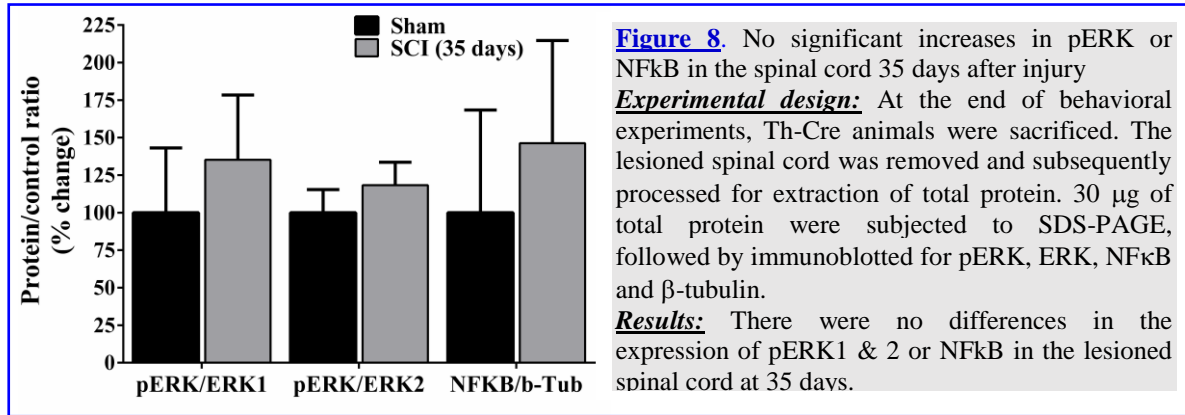 225
200
175
150
125
100
75
50
25
0
Protein/control ratio
(% change)
Sham
SCI (35 days)
pERK/ERK1
pERK/ERK2
NFKB/b-Tub
Figure 8. No significant increases in pERK or
NFkB in the spinal cord 35 days after injury
Experimental design: At the end of behavioral
experiments, Th-Cre animals were sacrificed. The
lesioned spinal cord was removed and subsequently
processed for extraction of total protein. 30 μg of
total protein were subjected to SDS-PAGE,
followed by immunoblotted for pERK, ERK, NFκB
and β-tubulin.
Results: There were no differences in the
expression of pERK1 & 2 or NFkB in the lesioned
spinal cord at 35 days.